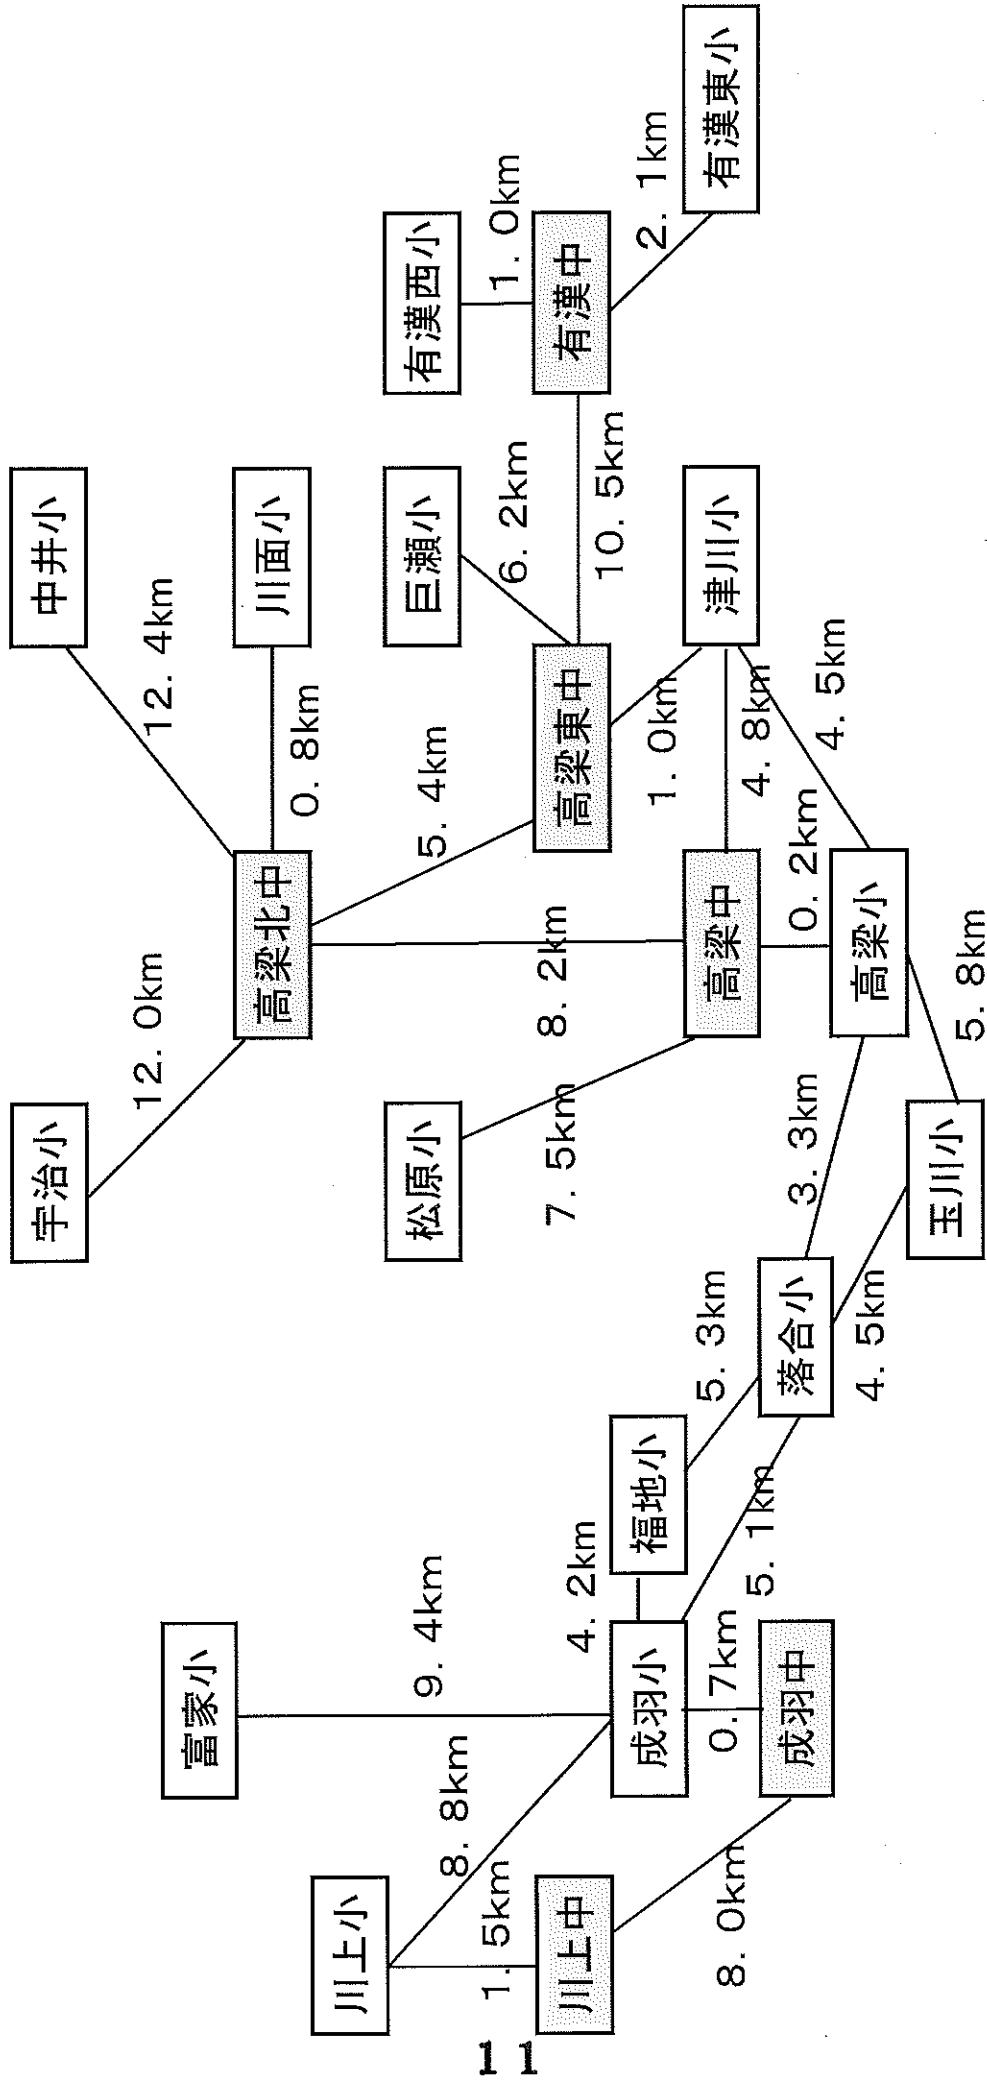 宇治小
中井小
12. 0km
12. 4km
富家小
高梁北中
川面小
0. 8km
川上小
松原小
巨瀬小
有漢西小
9. 4km
5. 4km
8. 8km
6. 2km
1. 0km
1. 5km
8. 2km
7. 5km
川上中
高梁東中
有漢中
4. 2km
10. 5km
成羽小
福地小
1. 0km
2. 1km
0. 7km
5. 3km
高梁中
津川小
有漢東小
8. 0km
5. 1km
4. 8km
成羽中
落合小
3. 3km
0. 2km
4. 5km
4. 5km
高梁小
玉川小
5. 8km
11